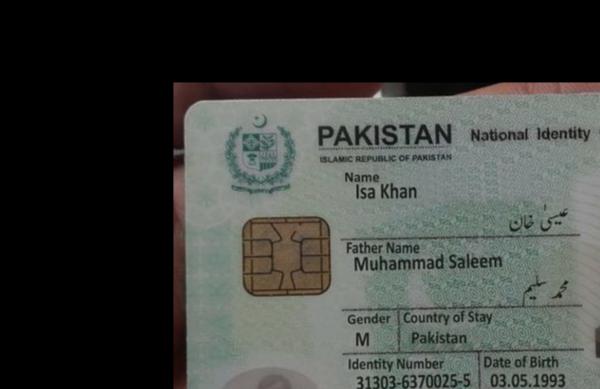 PAKISTAN National Identity
ISLAMIC REPUBLIC OF PAKISTAN
Name
Isa Khan
عیسیٰ خان
Father Name
Muhammad Saleem
محمد سلیم
Gender Country of Stay
M Pakistan
Identity Number Date of Birth
31303-6370025-5 03.05.1993